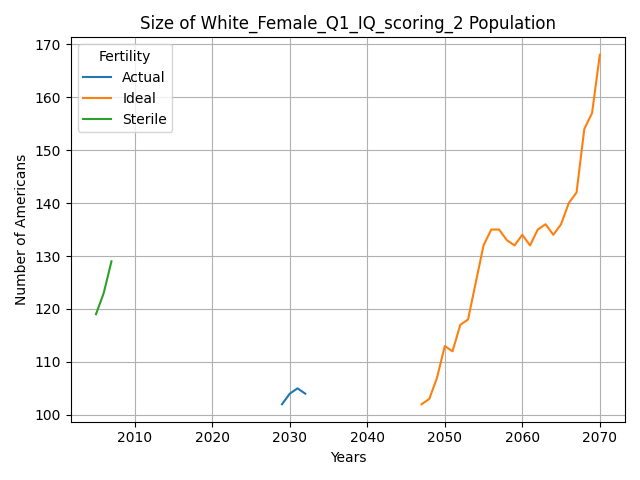 Size of White_Female_Q1_IQ_scoring_2 Population
Fertility
Actual
Ideal
Sterile
Number of Americans
170
160
150
140
130
120
110
100
2010 2020 2030 2040 2050 2060 2070
Years